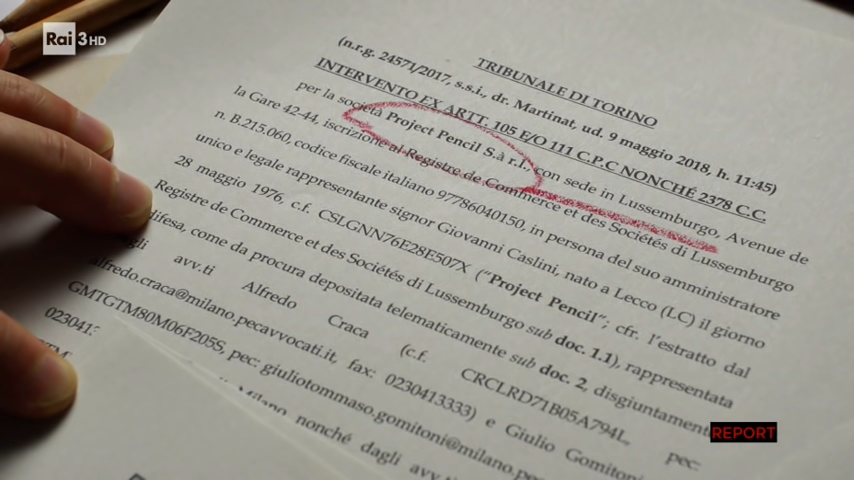 Rai 3HD
TRIBUNALE DI TORINO
(n.r.g. 24571/2017, s.s.i., dr. Martinat, ud. 9 maggio 2018, h. 11:45)
INTERVENTO EX ARTT. 105 E/O 111 C.P.C NONCHÉ 2378 C.C
per la società Project Pencil S.à r.l., con sede in Lussemburgo, Avenue de
la Gare 42-44, iscrizione al Registre de Commerce et des Sociétés di Lussemburgo
n. B.215.060, codice fiscale italiano 97786040150, in persona del suo amministratore
unico e legale rappresentante signor Giovanni Caslini, nato a Lecco (LC) il giorno
28 maggio 1976, c.f. CSLGNN76E28E507X ("Project Pencil"; cfr. l'estratto dal
Registre de Commerce et des Sociétés di Lussemburgo sub doc. 1.1), rappresentata
difesa, come da procura depositata telematicamente sub doc. 2, disgiuntament
dagli avv.ti Alfredo Craca (c.f. CRCLRD71B05A794L, pec:
alfredo.craca@milano.pecavvocati.it, fax: 0230413333) e Giulio Gomitoni
GMTGTM80M06F205S, pec: giuliotommaso.gomitoni@milano.pe
Milano, nonché dagli avv.ti
REPORT